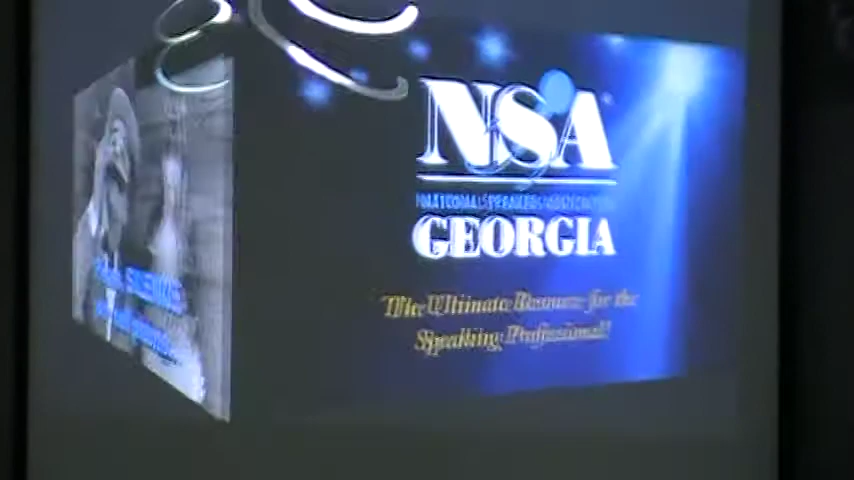 NSA
NATIONAL SPEAKERS ASSOCIATION
GEORGIA
The Ultimate Resource for the
Speaking Professional!